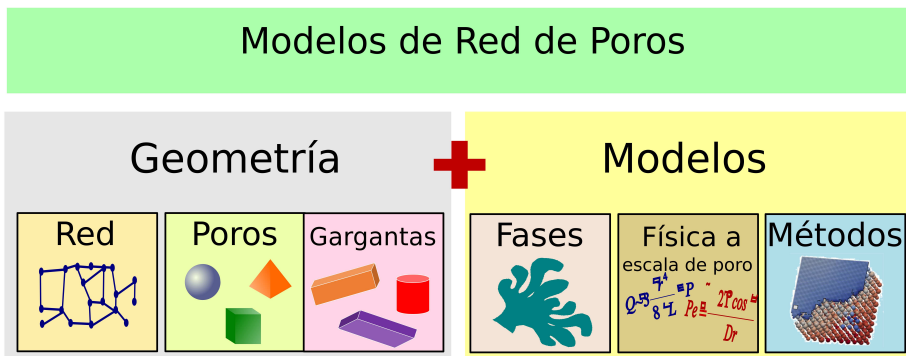 Modelos de Red de Poros
Geometría
Modelos
Red
Poros
Gargantas
Fases
Física a
escala de poro
Métodos